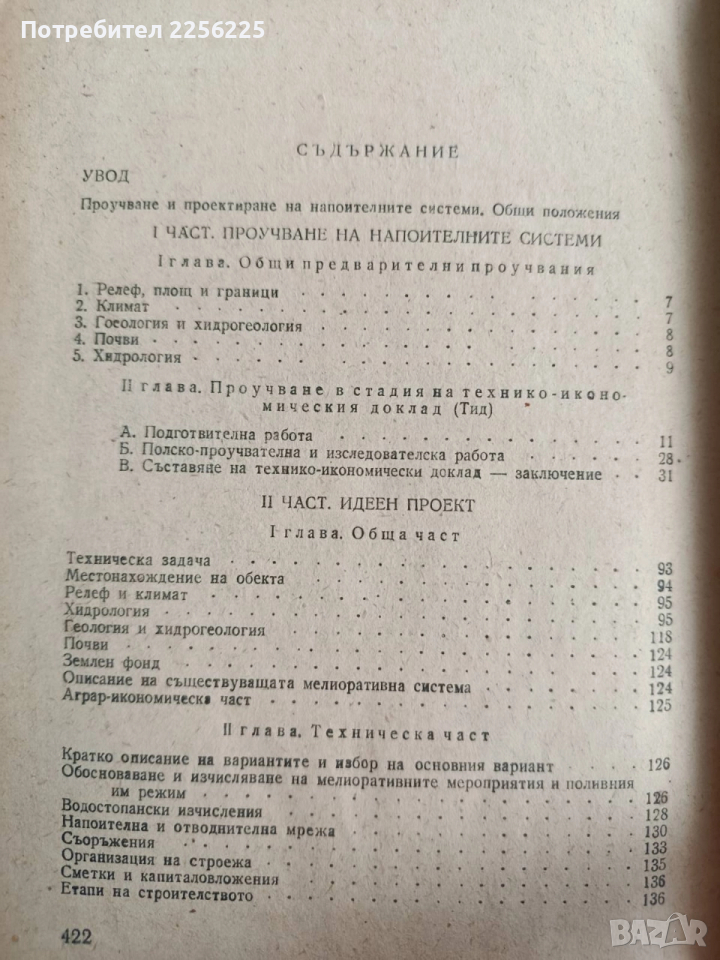 Потребител 2256225
СЪДЪРЖАНИЕ
УВОД
Проучване и проектиране на напоителните системи. Общи положения
I ЧАСТ. ПРОУЧВАНЕ НА НАПОИТЕЛНИТЕ СИСТЕМИ
I глава. Общи предварителни проучвания
1. Релеф, площ и граници . . . . . . . . . . 7
2. Климат . . . . . . . . . . 7
3. Госология и хидрогеология . . . . . . . . . . 8
4. Почви . . . . . . . . . . 8
5. Хидрология . . . . . . . . . . 9
II глава. Проучване в стадия на технико-иконо-
мическия доклад (Тид)
А. Подготвителна работа . . . . . . . . . . 11
Б. Полско-проучвателна и изследователска работа . . . . 28
В. Съставяне на технико-икономически доклад — заключение . . 31
II ЧАСТ. ИДЕЕН ПРОЕКТ
I глава. Обща част
Техническа задача . . . . . . . . . . 93
Местонахождение на обекта . . . . . . . . . . 94
Релеф и климат . . . . . . . . . . 95
Хидрология . . . . . . . . . . 95
Геология и хидрогеология . . . . . . . . . . 118
Почви . . . . . . . . . . 124
Землен фонд . . . . . . . . . . 124
Описание на съществуващата мелиоративна система . . . . 124
Аграр-икономическа част . . . . . . . . . . 125
II глава. Техническа част
Кратко описание на вариантите и избор на основния вариант . . 126
Обосноваване и изчисляване на мелиоративните мероприятия и поливния
им режим . . . . . . . . . . 126
Водостопански изчисления . . . . . . . . . . 128
Напоителна и отводнителна мрежа . . . . . . . . . . 130
Съоръжения . . . . . . . . . . 133
Организация на строежа . . . . . . . . . . 135
Сметки и капиталовложения . . . . . . . . . . 136
Етапи на строителството . . . . . . . . . . 136
422
BAZAR